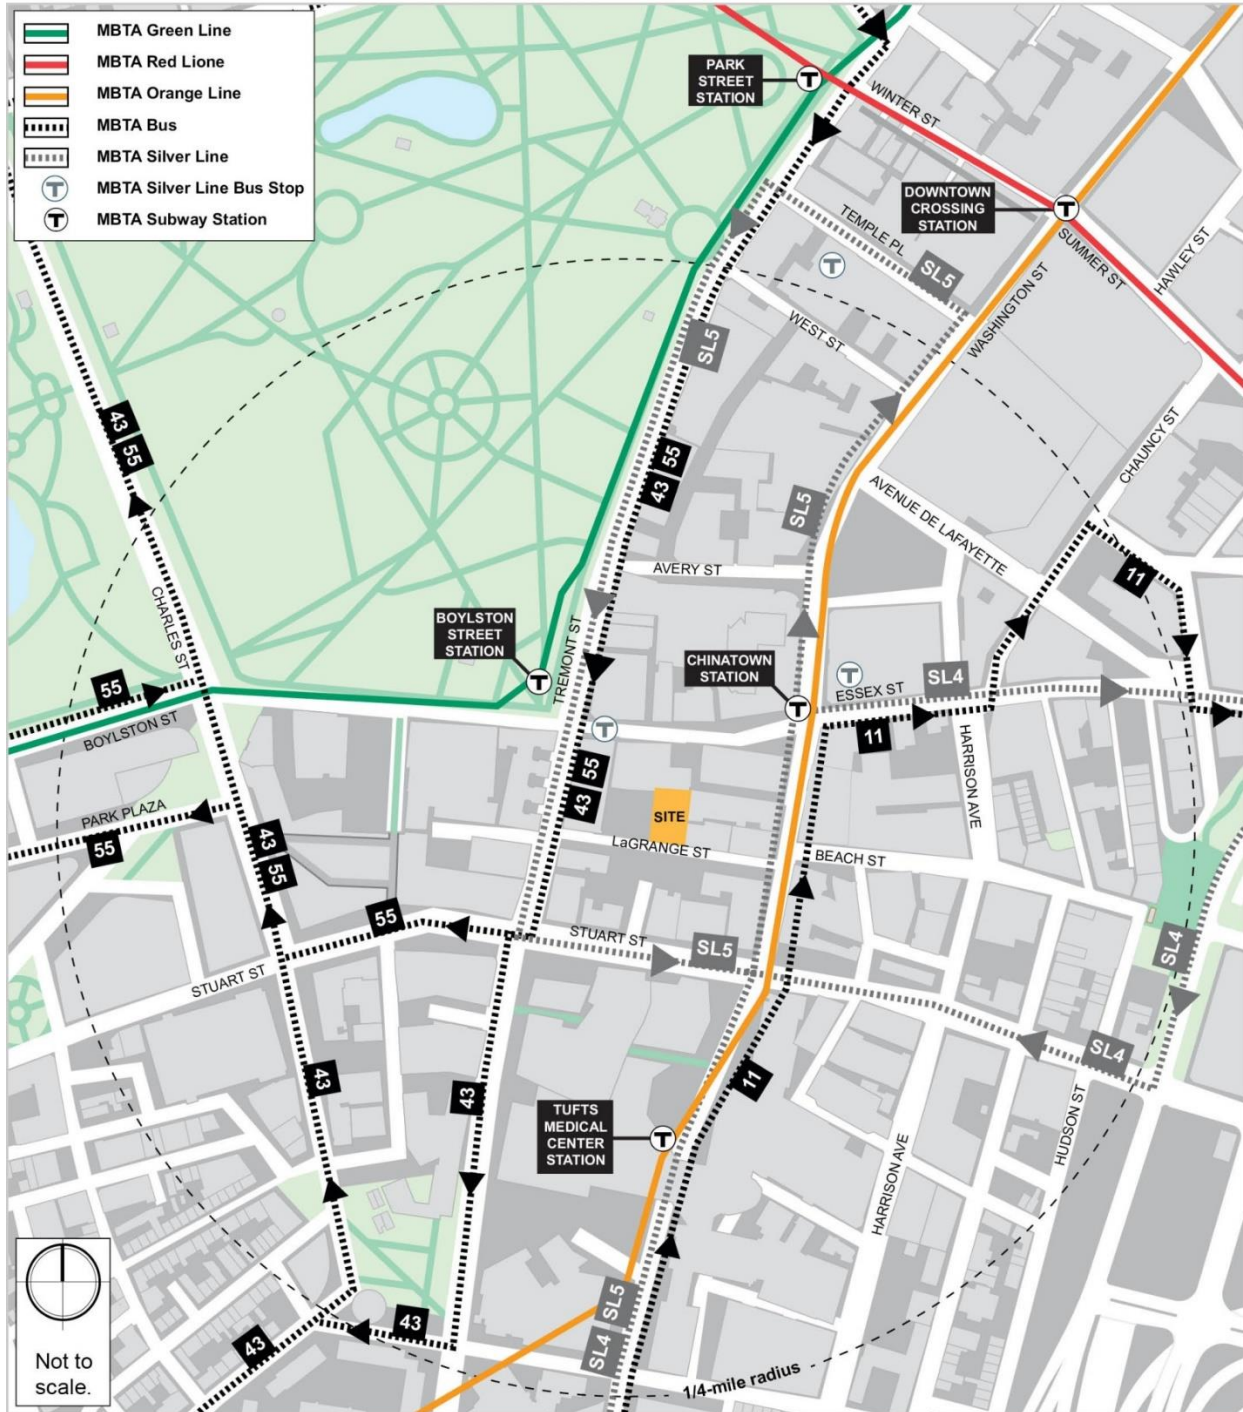 MBTA Green Line
MBTA Red Lione
MBTA Orange Line
MBTA Bus
MBTA Silver Line
MBTA Silver Line Bus Stop
MBTA Subway Station
T
T
PARK
STREET
STATION
T
WINTER ST
DOWNTOWN
CROSSING
STATION
T
TEMPLE PL
SL5
T
SUMMER ST
HAWLEY ST
WASHINGTON ST
WEST ST
SL5
43
55
55
43
CHAUNCY ST
AVENUE DE LAFAYETTE
SL5
AVERY ST
11
CHARLES ST
BOYLSTON
STREET
STATION
T
TREMONT ST
CHINATOWN
STATION
T
T
ESSEX ST
SL4
55
BOYLSTON ST
T
11
HARRISON AVE
55
43
PARK PLAZA
55
SITE
LaGRANGE ST
BEACH ST
43
55
55
STUART ST
SL5
SL4
STUART ST
43
43
11
SL4
TUFTS
MEDICAL
CENTER
STATION
T
HUDSON ST
HARRISON AVE
SL5
SL4
43
43
1/4-mile radius
Not to
scale.